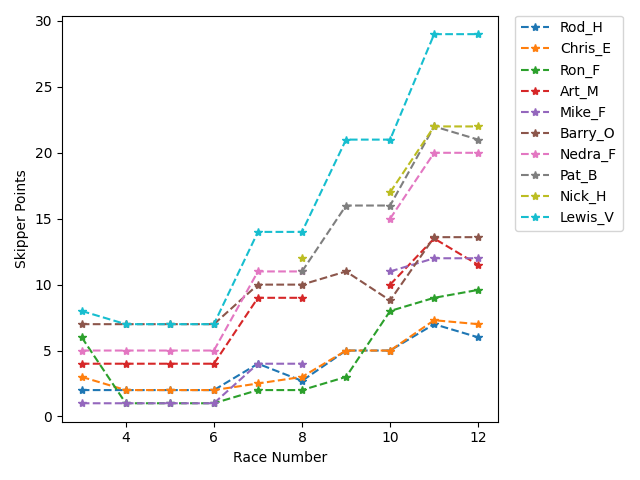 30
25
20
15
10
5
0
Skipper Points
4
6
8
10
12
Race Number
Rod_H
Chris_E
Ron_F
Art_M
Mike_F
Barry_O
Nedra_F
Pat_B
Nick_H
Lewis_V